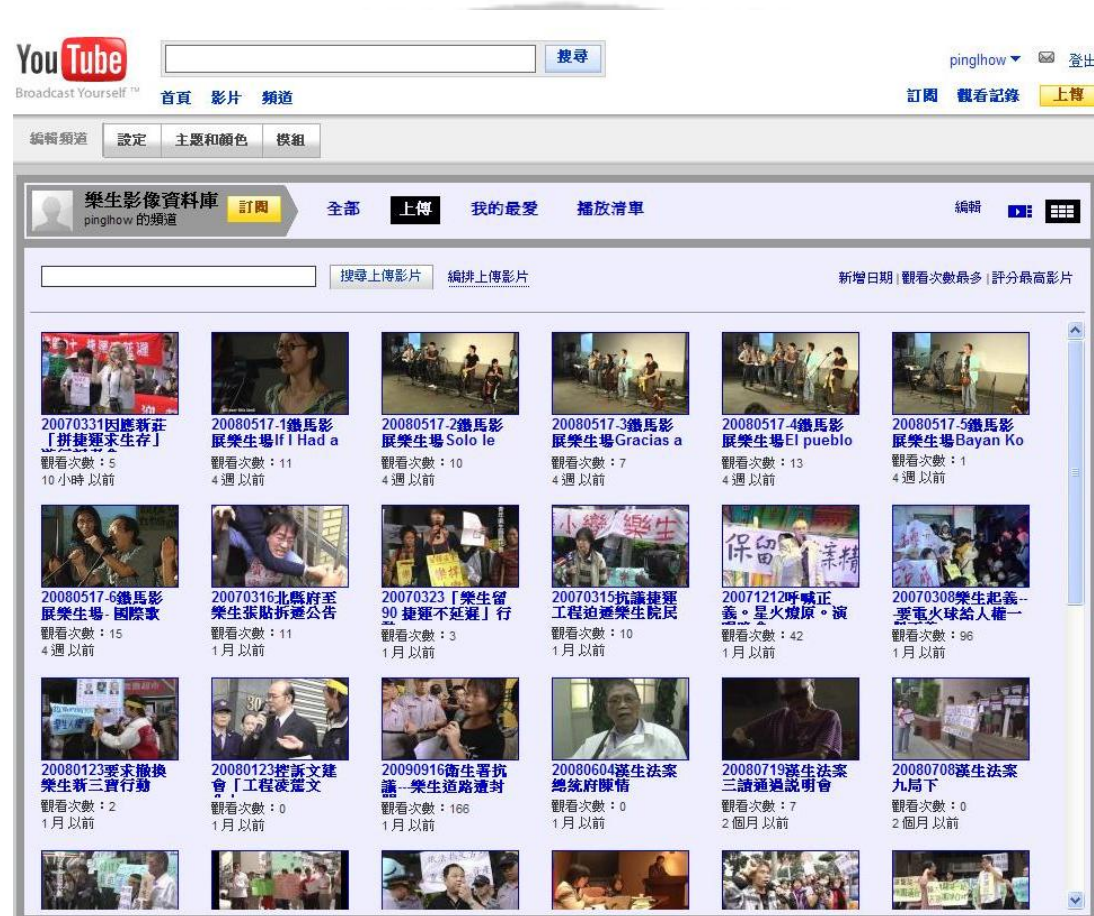 You Tube
Broadcast Yourself ™
搜尋
pinglhow
登出
首頁 影片 頻道
訂閱 觀看記錄 上傳
編輯頻道 設定 主題和顏色 模組
樂生影像資料庫
pinglhow 的頻道
訂閱
全部 上傳 我的最愛 播放清單
編輯
搜尋上傳影片 編排上傳影片
新增日期 | 觀看次數最多 | 評分最高影片
20070331因應新莊
「拼捷運求生存」
觀看次數：5
10 小時 以前
20080517-1鐵馬影
展樂生場If I Had a
觀看次數：11
4 週 以前
20080517-2鐵馬影
展樂生場Solo le
觀看次數：10
4 週 以前
20080517-3鐵馬影
展樂生場Gracias a
觀看次數：7
4 週 以前
20080517-4鐵馬影
展樂生場El pueblo
觀看次數：13
4 週 以前
20080517-5鐵馬影
展樂生場Bayan Ko
觀看次數：1
4 週 以前
20080517-6鐵馬影
展樂生場- 國際歌
觀看次數：15
4 週 以前
20070316北縣府至
樂生張貼拆遷公告
觀看次數：11
1 月 以前
20070323「樂生留
90 捷運不延遲」行
觀看次數：3
1 月 以前
小樂 樂生
20070315抗議捷運
工程迫遷樂生院民
觀看次數：10
1 月 以前
保留
20071212呼喊正
義。星火燎原。演
觀看次數：42
1 月 以前
20070308樂生起義--
-要電火球給人權一
觀看次數：96
1 月 以前
20080123要求撤換
樂生新三寶行動
觀看次數：2
1 月 以前
30
20080123控訴文建
會「工程凌駕文
觀看次數：0
1 月 以前
20090916衛生署抗
議---樂生道路遭封
觀看次數：166
1 月 以前
20080604漢生法案
總統府陳情
觀看次數：0
1 月 以前
20080719漢生法案
三讀通過說明會
觀看次數：7
2 個月 以前
20080708漢生法案
九局下
觀看次數：0
2 個月 以前